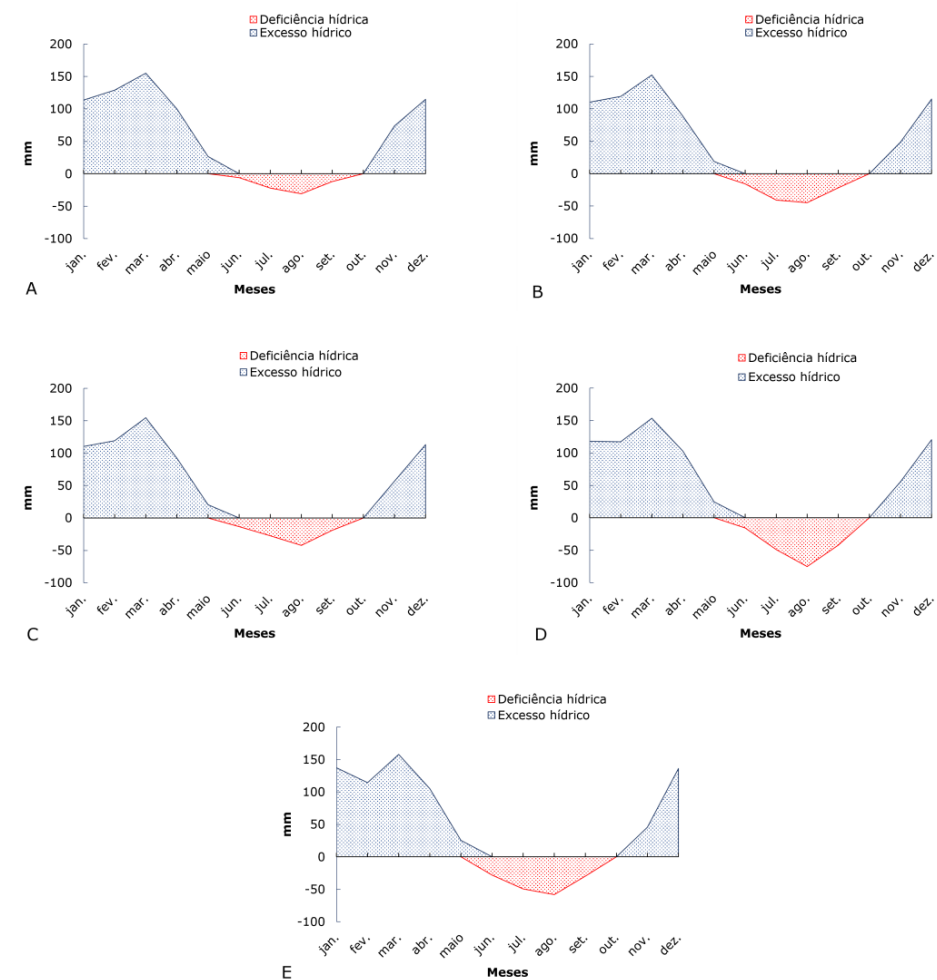 Deficiência hídrica
Excesso hídrico
200
150
100
50
0
-50
-100
mm
jan. fev. mar. abr. maio jun. jul. ago. set. out. nov. dez.
Meses
A
Deficiência hídrica
Excesso hídrico
200
150
100
50
0
-50
-100
mm
jan. fev. mar. abr. maio jun. jul. ago. set. out. nov. dez.
Meses
B
Deficiência hídrica
Excesso hídrico
200
150
100
50
0
-50
-100
mm
jan. fev. mar. abr. maio jun. jul. ago. set. out. nov. dez.
Meses
C
Deficiência hídrica
Excesso hídrico
200
150
100
50
0
-50
-100
mm
jan. fev. mar. abr. maio jun. jul. ago. set. out. nov. dez.
Meses
D
Deficiência hídrica
Excesso hídrico
200
150
100
50
0
-50
-100
mm
jan. fev. mar. abr. maio jun. jul. ago. set. out. nov. dez.
Meses
E